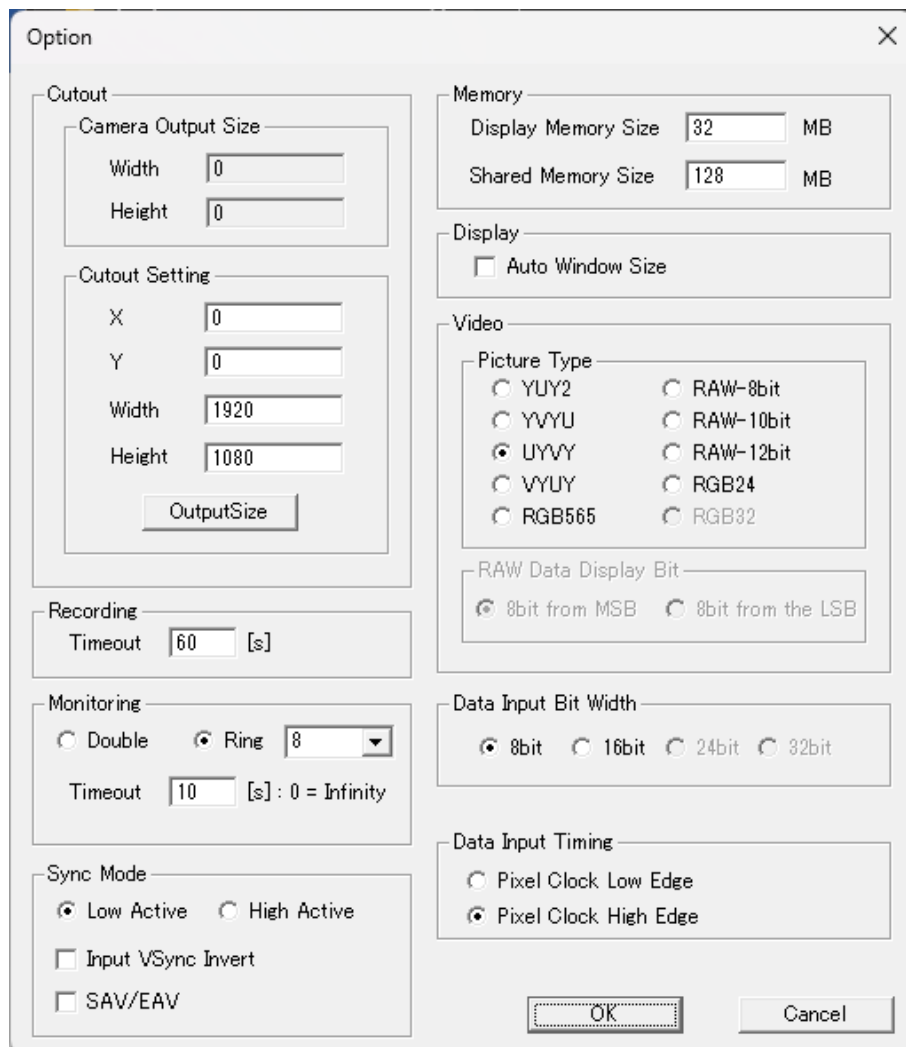 Option
Cutout
Camera Output Size
Width 0
Height 0
Cutout Setting
X 0
Y 0
Width 1920
Height 1080
OutputSize
Recording
Timeout 60 [s]
Monitoring
Double Ring 8
Timeout 10 [s] : 0 = Infinity
Sync Mode
Low Active High Active
Input VSync Invert
SAV/EAV
Memory
Display Memory Size 32 MB
Shared Memory Size 128 MB
Display
Auto Window Size
Video
Picture Type
YUY2 RAW-8bit
YVYU RAW-10bit
UYVY RAW-12bit
VYUY RGB24
RGB565 RGB32
RAW Data Display Bit
8bit from MSB 8bit from the LSB
Data Input Bit Width
8bit 16bit 24bit 32bit
Data Input Timing
Pixel Clock Low Edge
Pixel Clock High Edge
OK Cancel